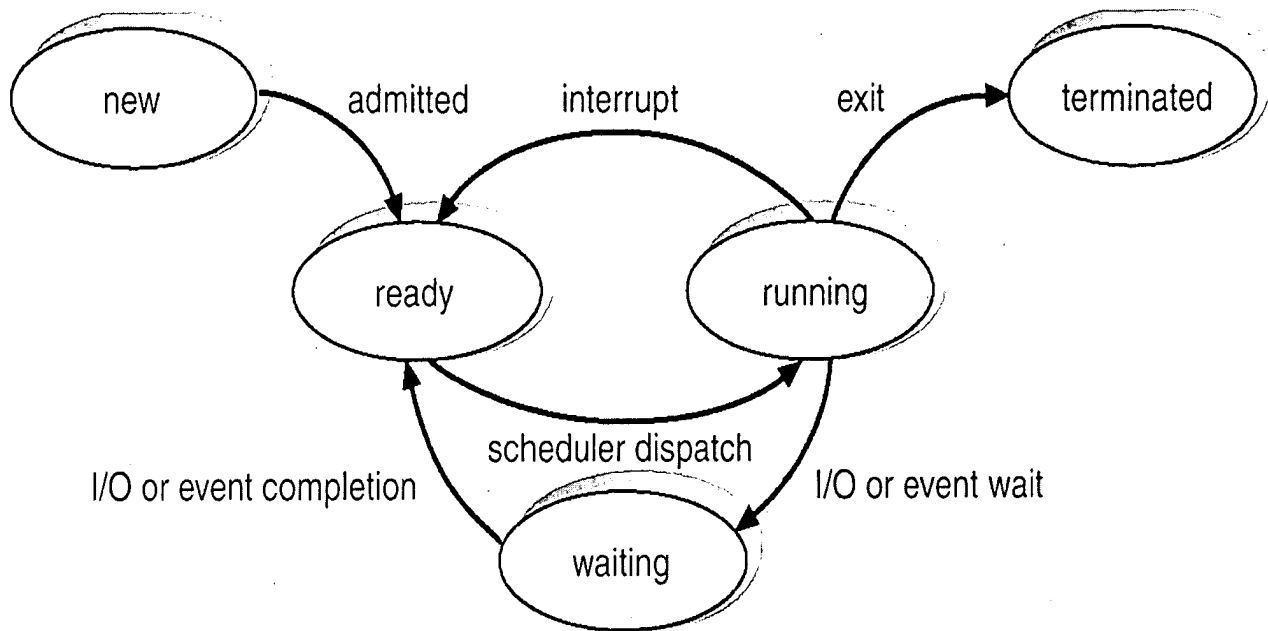 new
admitted
interrupt
exit
terminated
ready
running
scheduler dispatch
I/O or event completion
I/O or event wait
waiting